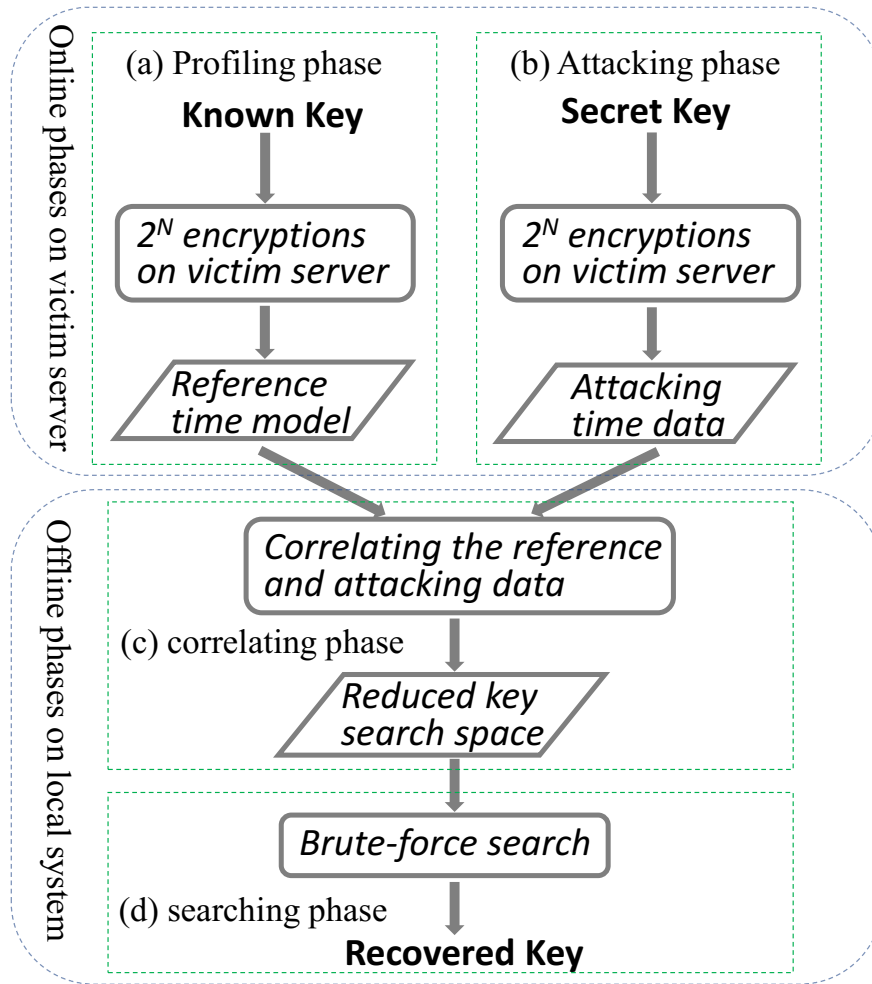 Online phases on victim server
(a) Profiling phase
Known Key
2^N encryptions
on victim server
Reference
time model
(b) Attacking phase
Secret Key
2^N encryptions
on victim server
Attacking
time data
Offline phases on local system
Correlating the reference
and attacking data
(c) correlating phase
Reduced key
search space
Brute-force search
(d) searching phase
Recovered Key